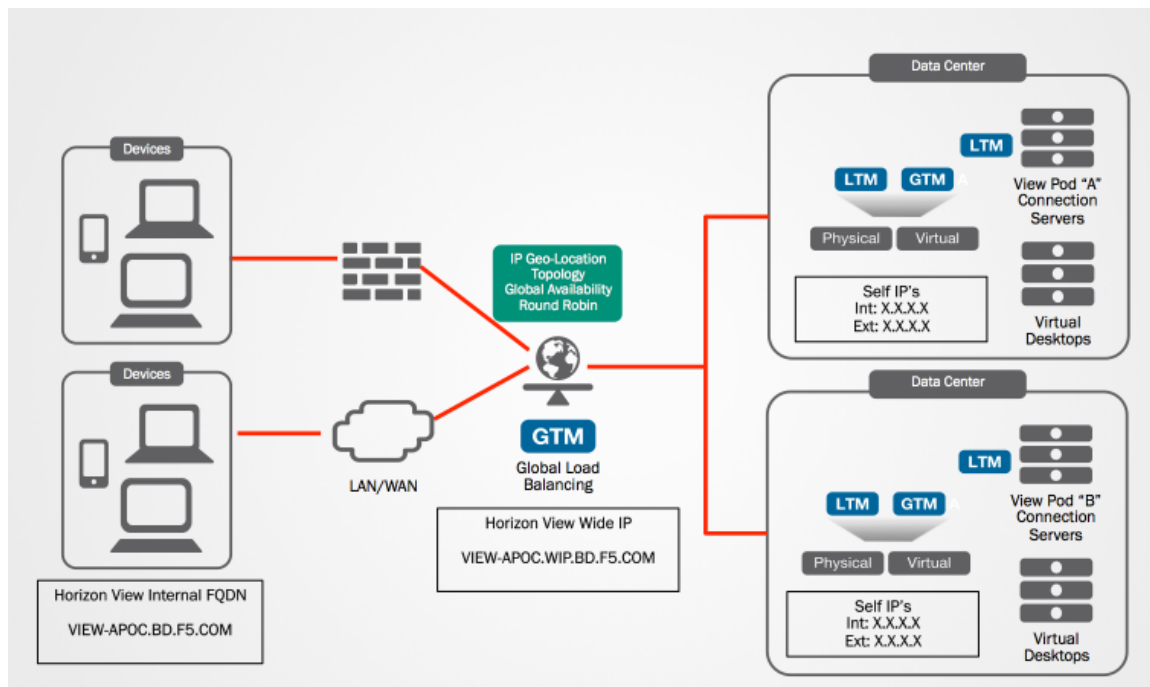 Devices
Devices
Horizon View Internal FQDN
VIEW-APOC.BD.F5.COM
LAN/WAN
IP Geo-Location
Topology
Global Availability
Round Robin
GTM
Global Load
Balancing
Horizon View Wide IP
VIEW-APOC.WIP.BD.F5.COM
Data Center
LTM
LTM
GTM
A
View Pod “A”
Connection
Servers
Physical
Virtual
Self IP's
Int: X.X.X.X
Ext: X.X.X.X
Virtual
Desktops
Data Center
LTM
LTM
GTM
A
View Pod “B”
Connection
Servers
Physical
Virtual
Self IP's
Int: X.X.X.X
Ext: X.X.X.X
Virtual
Desktops